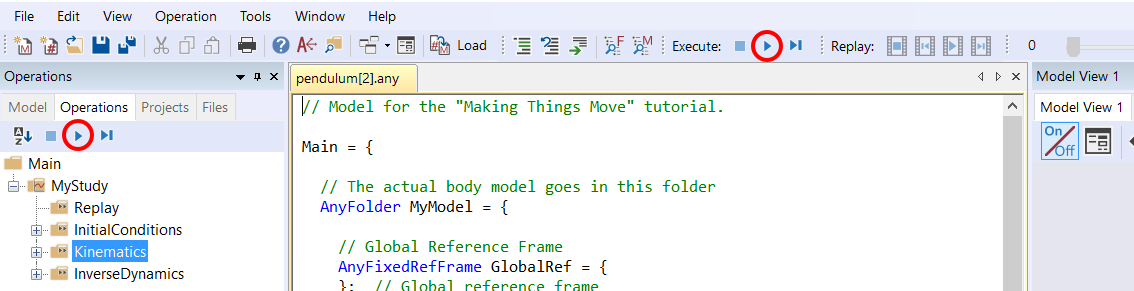 File Edit View Operation Tools Window Help
Load Execute: Replay: 0
Operations
Model Operations Projects Files
Main
MyStudy
Replay
InitialConditions
Kinematics
InverseDynamics
pendulum[2].any
// Model for the "Making Things Move" tutorial.
Main = {
// The actual body model goes in this folder
AnyFolder MyModel = {
// Global Reference Frame
AnyFixedRefFrame GlobalRef = {
}; // Global reference frame
Model View 1
Model View 1
On/Off